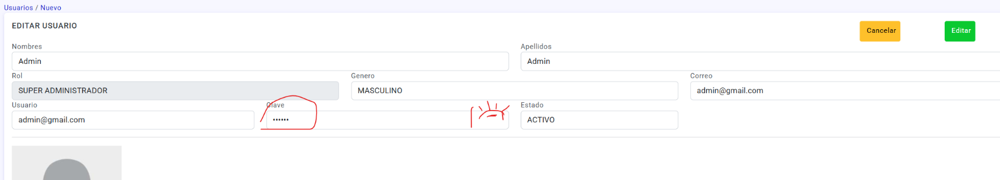 Usuarios / Nuevo
EDITAR USUARIO
Cancelar
Editar
Nombres
Apellidos
Admin
Admin
Rol
Genero
Correo
SUPER ADMINISTRADOR
MASCULINO
admin@gmail.com
Usuario
Clave
Estado
admin@gmail.com
••••••
ACTIVO